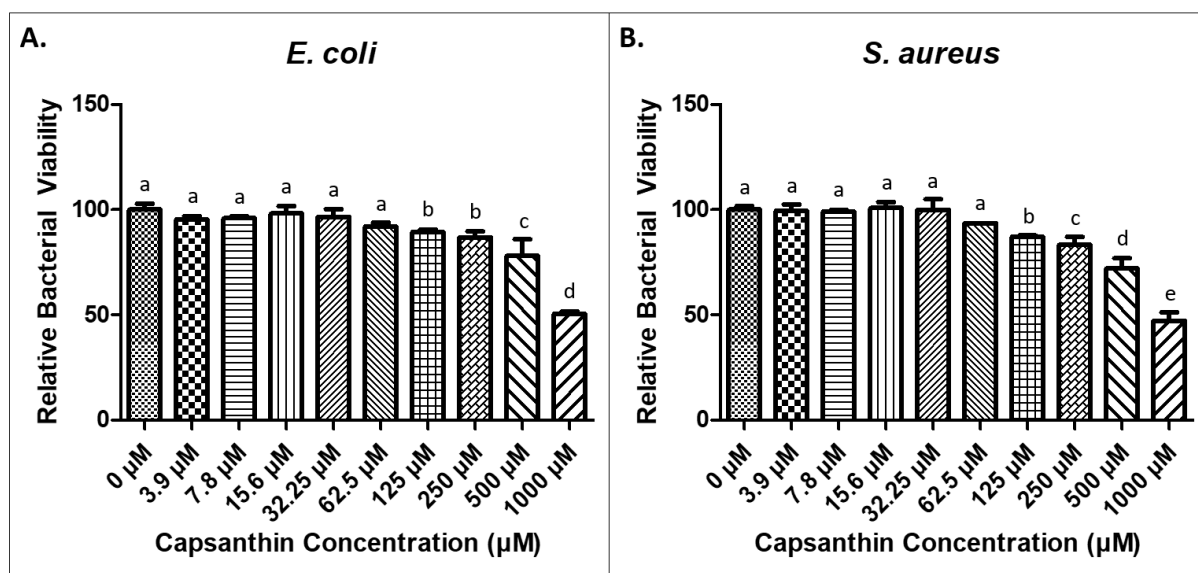 A.
E. coli
Relative Bacterial Viability
150
100
50
0
a
a
a
a
a
a
b
b
c
d
0 µM
3.9 µM
7.8 µM
15.6 µM
32.25 µM
62.5 µM
125 µM
250 µM
500 µM
1000 µM
Capsanthin Concentration (µM)
B.
S. aureus
Relative Bacterial Viability
150
100
50
0
a
a
a
a
a
a
b
c
d
e
0 µM
3.9 µM
7.8 µM
15.6 µM
32.25 µM
62.5 µM
125 µM
250 µM
500 µM
1000 µM
Capsanthin Concentration (µM)